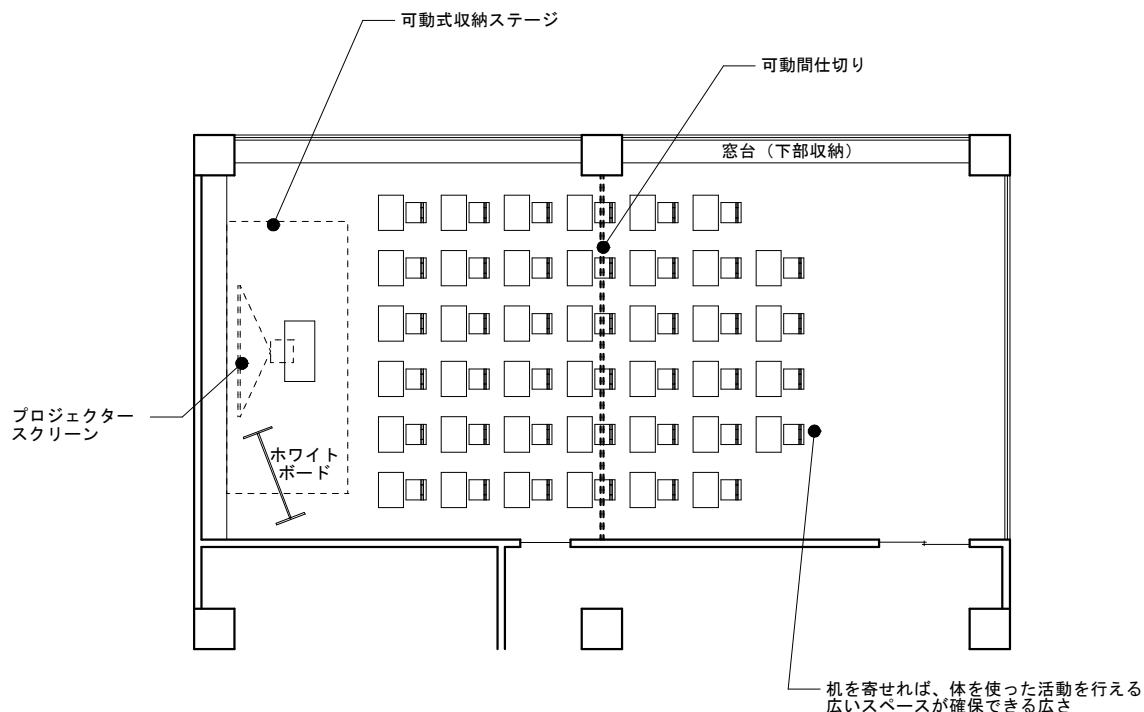 可動式収納ステージ
可動間仕切り
窓台（下部収納）
プロジェクター
スクリーン
ホワイト
ボード
机を寄せれば、体を使った活動を行える
広いスペースが確保できる広さ